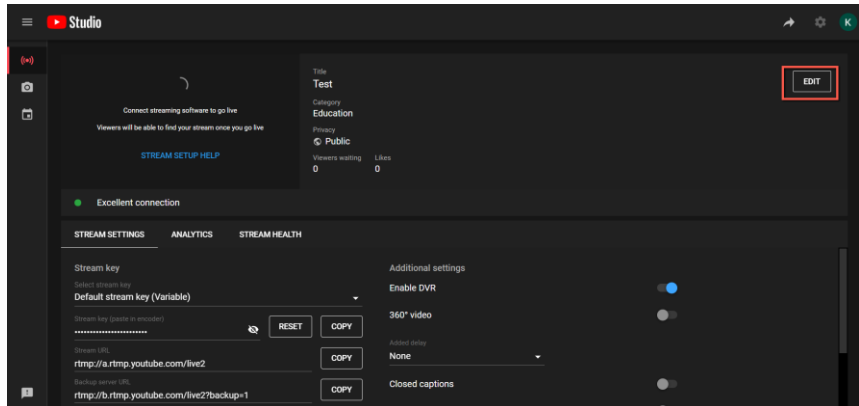 Studio
K
Connect streaming software to go live
Viewers will be able to find your stream once you go live
STREAM SETUP HELP
Title
Test
Category
Education
Privacy
Public
Viewers waiting Likes
0 0
EDIT
Excellent connection
STREAM SETTINGS ANALYTICS STREAM HEALTH
Stream key
Select stream key
Default stream key (Variable)
Stream key (paste in encoder)
••••••••••••••••••••••••
RESET COPY
Stream URL
rtmp://a.rtmp.youtube.com/live2
COPY
Backup server URL
rtmp://b.rtmp.youtube.com/live2?backup=1
COPY
Additional settings
Enable DVR
360° video
Added delay
None
Closed captions